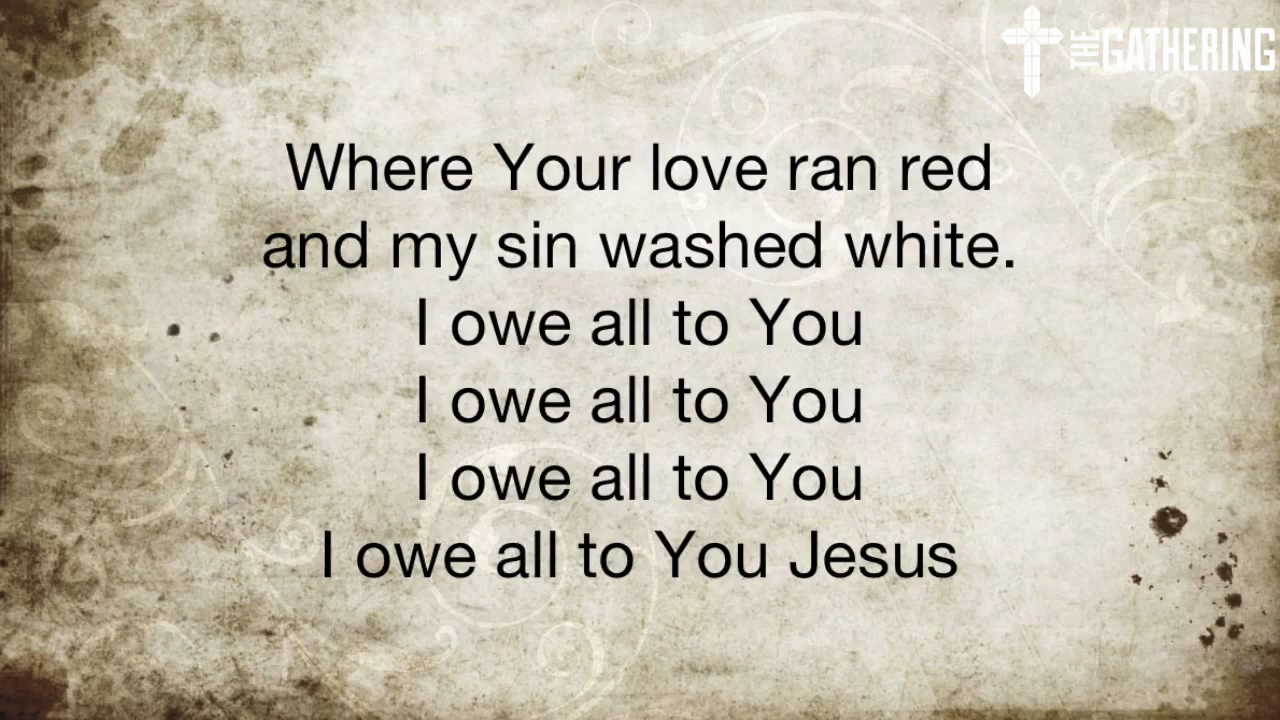 THE GATHERING
Where Your love ran red
and my sin washed white.
I owe all to You
I owe all to You
I owe all to You
I owe all to You Jesus